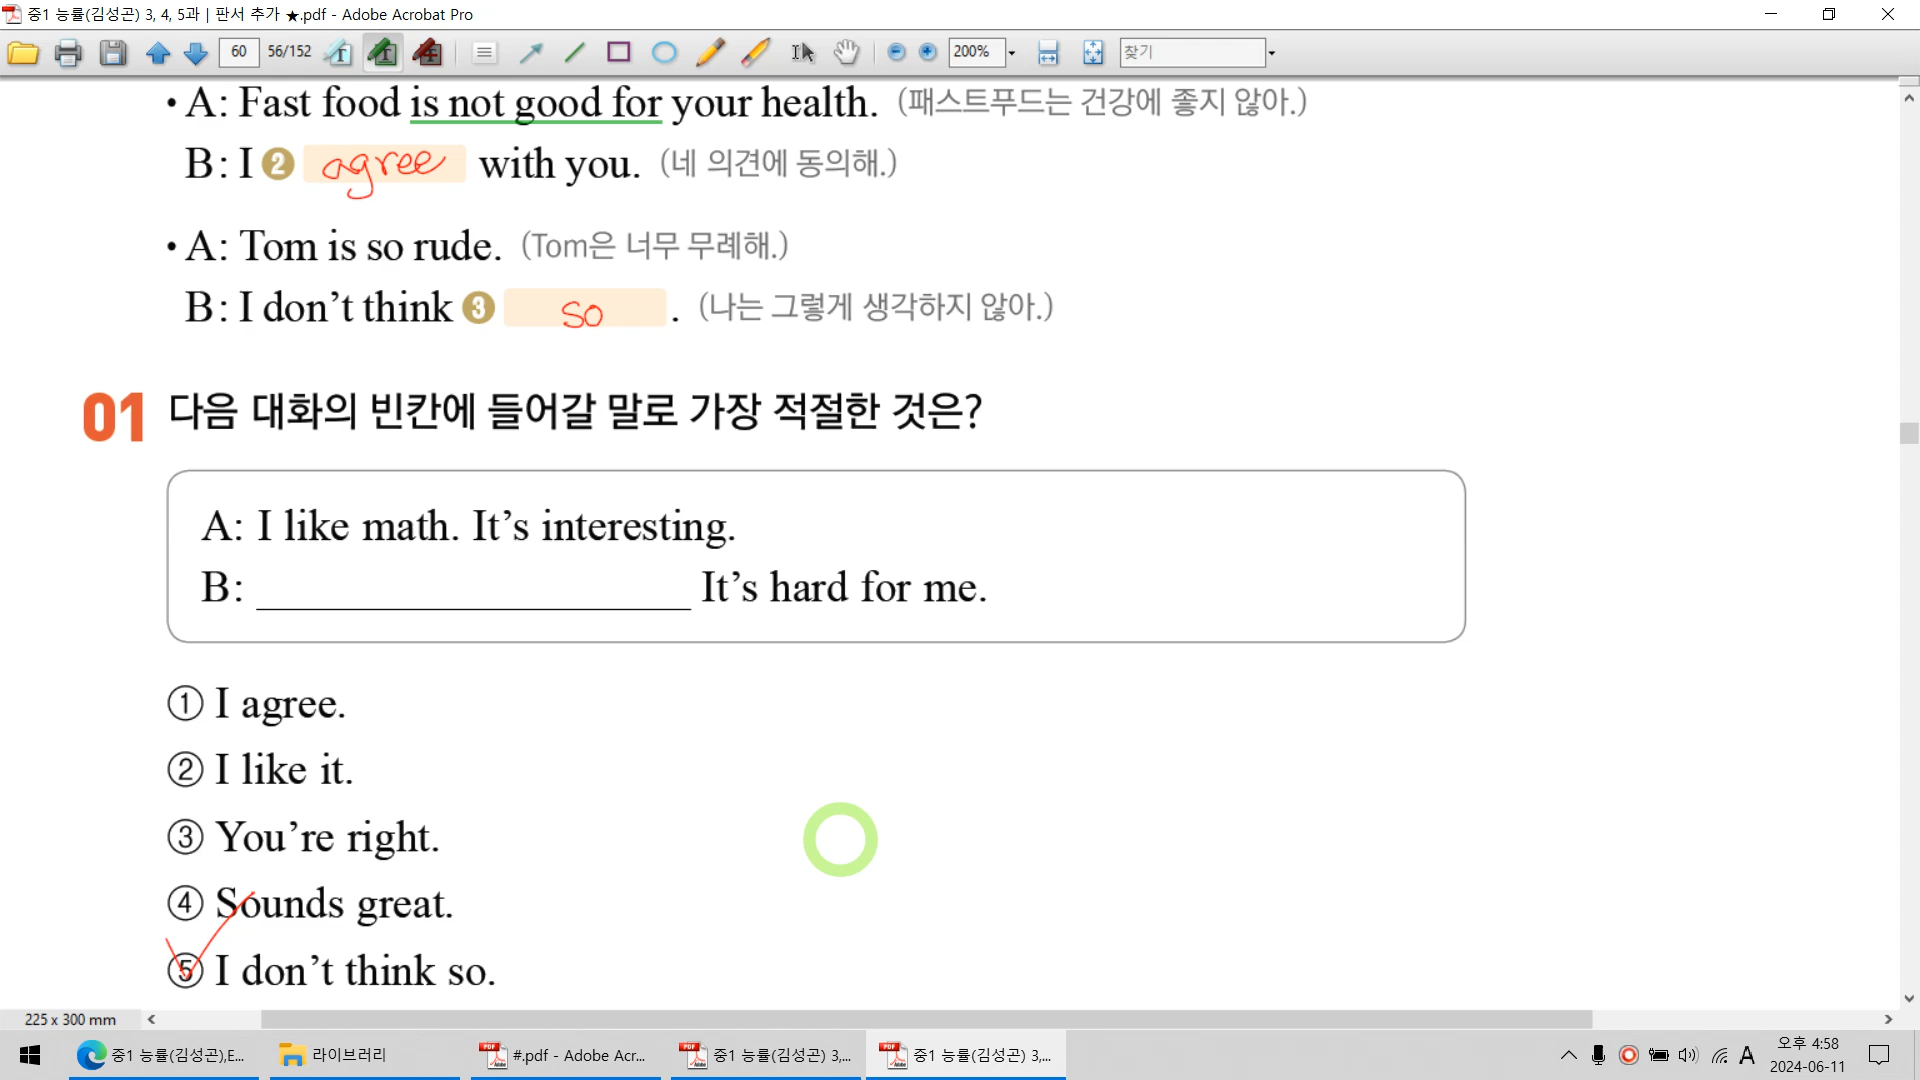 중1 능률(김성곤) 3, 4, 5과 | 판서 추가 ★.pdf - Adobe Acrobat Pro
60 56/152 200% 찾기
• A: Fast food is not good for your health. (패스트푸드는 건강에 좋지 않아.)
B: I ② agree with you. (네 의견에 동의해.)
• A: Tom is so rude. (Tom은 너무 무례해.)
B: I don’t think ③ so . (나는 그렇게 생각하지 않아.)
01 다음 대화의 빈칸에 들어갈 말로 가장 적절한 것은?
A: I like math. It’s interesting.
B: ____________________ It’s hard for me.
① I agree.
② I like it.
③ You’re right.
④ Sounds great.
⑤ I don’t think so.
225 x 300 mm
중1 능률(김성곤),E... 라이브러리 #.pdf - Adobe Acr... 중1 능률(김성곤) 3,... 중1 능률(김성곤) 3,... A 오후 4:58
2024-06-11